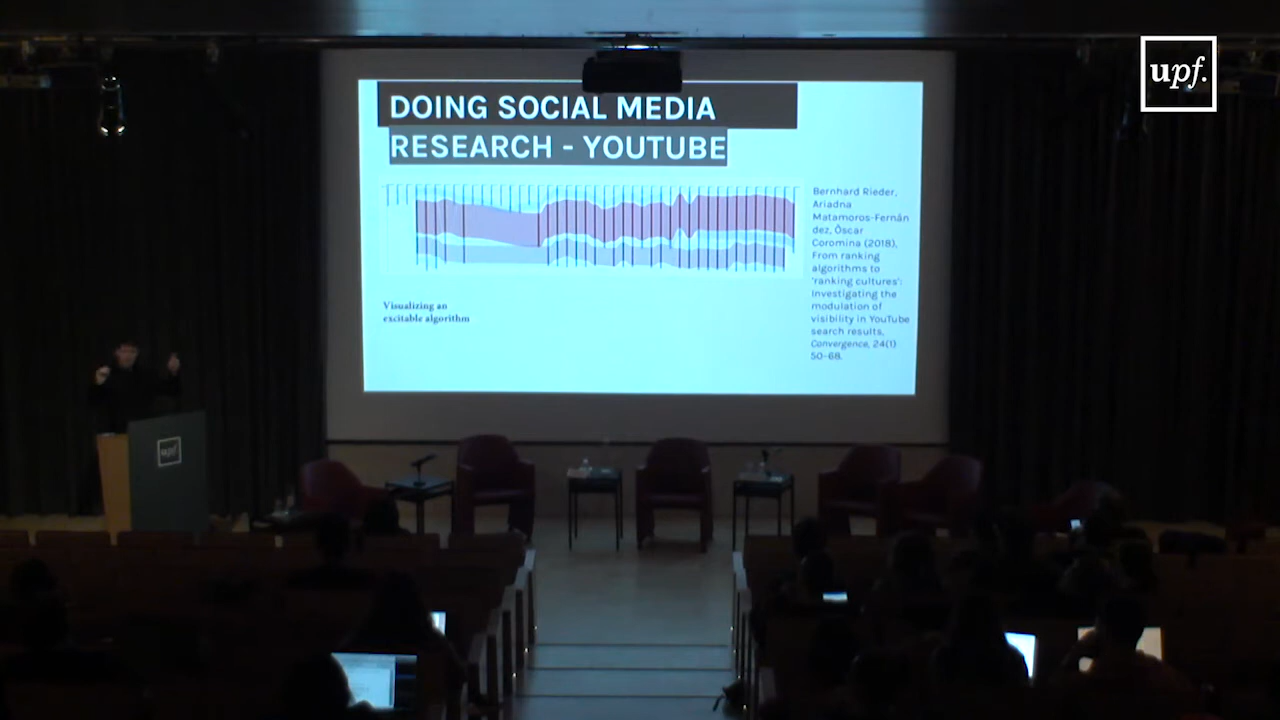 upf.
DOING SOCIAL MEDIA
RESEARCH - YOUTUBE
Bernhard Rieder,
Ariadna
Matamoros-Fernán
dez, Òscar
Coromina (2018),
From ranking
algorithms to
'ranking cultures':
Investigating the
modulation of
visibility in YouTube
search results,
Convergence, 24(1)
50-68.
Visualizing an
excitable algorithm
upf.